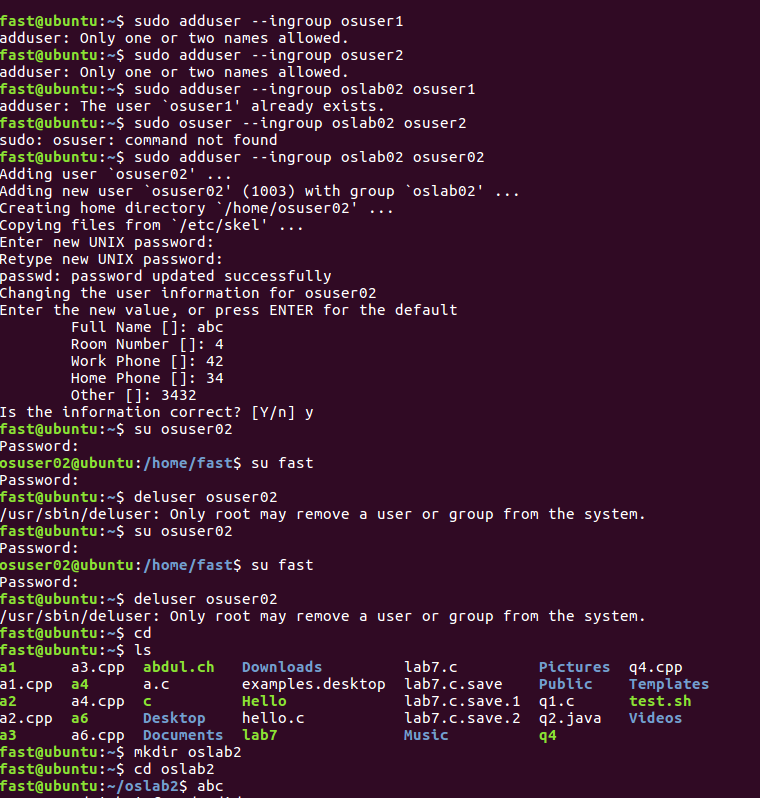 fast@ubuntu:~$ sudo adduser --ingroup osuser1
adduser: Only one or two names allowed.
fast@ubuntu:~$ sudo adduser --ingroup osuser2
adduser: Only one or two names allowed.
fast@ubuntu:~$ sudo adduser --ingroup oslab02 osuser1
adduser: The user `osuser1' already exists.
fast@ubuntu:~$ sudo osuser --ingroup oslab02 osuser2
sudo: osuser: command not found
fast@ubuntu:~$ sudo adduser --ingroup oslab02 osuser02
Adding user `osuser02' ...
Adding new user `osuser02' (1003) with group `oslab02' ...
Creating home directory `/home/osuser02' ...
Copying files from `/etc/skel' ...
Enter new UNIX password:
Retype new UNIX password:
passwd: password updated successfully
Changing the user information for osuser02
Enter the new value, or press ENTER for the default
        Full Name []: abc
        Room Number []: 4
        Work Phone []: 42
        Home Phone []: 34
        Other []: 3432
Is the information correct? [Y/n] y
fast@ubuntu:~$ su osuser02
Password:
osuser02@ubuntu:/home/fast$ su fast
Password:
fast@ubuntu:~$ deluser osuser02
/usr/sbin/deluser: Only root may remove a user or group from the system.
fast@ubuntu:~$ su osuser02
Password:
osuser02@ubuntu:/home/fast$ su fast
Password:
fast@ubuntu:~$ deluser osuser02
/usr/sbin/deluser: Only root may remove a user or group from the system.
fast@ubuntu:~$ cd
fast@ubuntu:~$ ls
a1      a3.cpp  abdul.ch   Downloads         lab7.c         Pictures  q4.cpp
a1.cpp  a4      a.c        examples.desktop  lab7.c.save    Public    Templates
a2      a4.cpp  c          Hello             lab7.c.save.1  q1.c      test.sh
a2.cpp  a6      Desktop    hello.c           lab7.c.save.2  q2.java   Videos
a3      a6.cpp  Documents  lab7              Music          q4
fast@ubuntu:~$ mkdir oslab2
fast@ubuntu:~$ cd oslab2
fast@ubuntu:~/oslab2$ abc